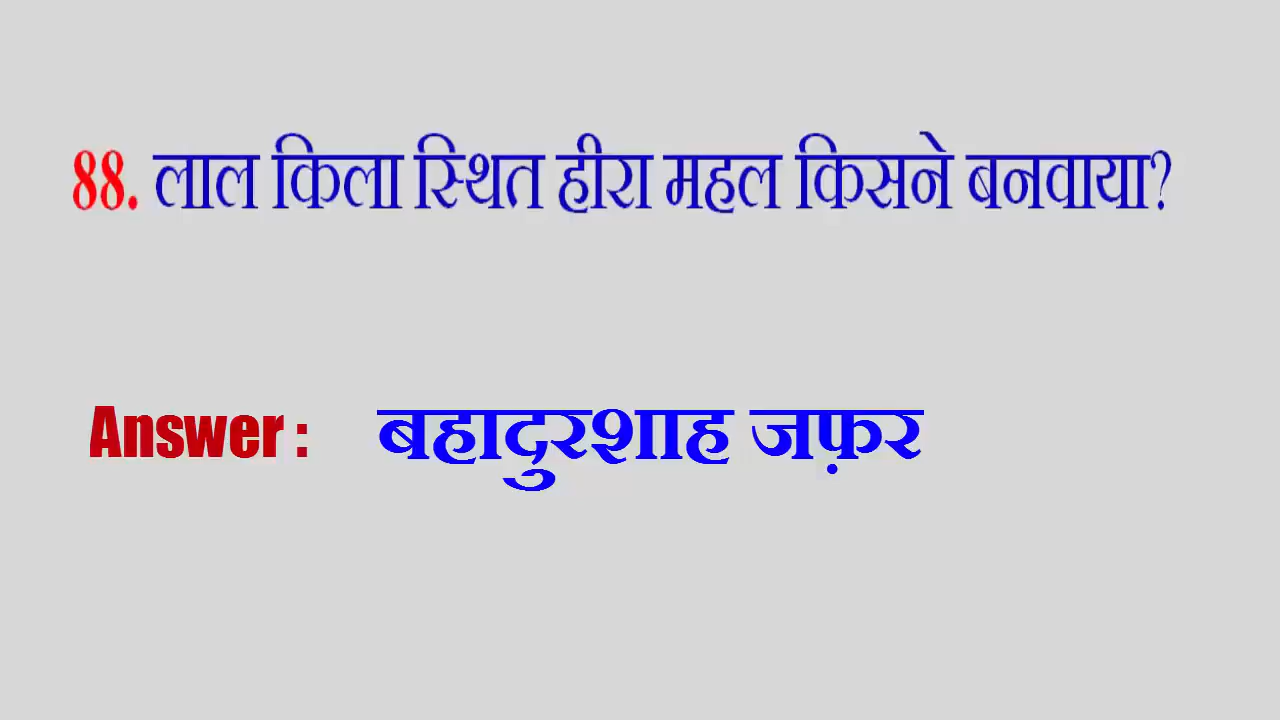 88. लाल किला स्थित हीरा महल किसने बनवाया?
Answer : बहादुरशाह जफ़र